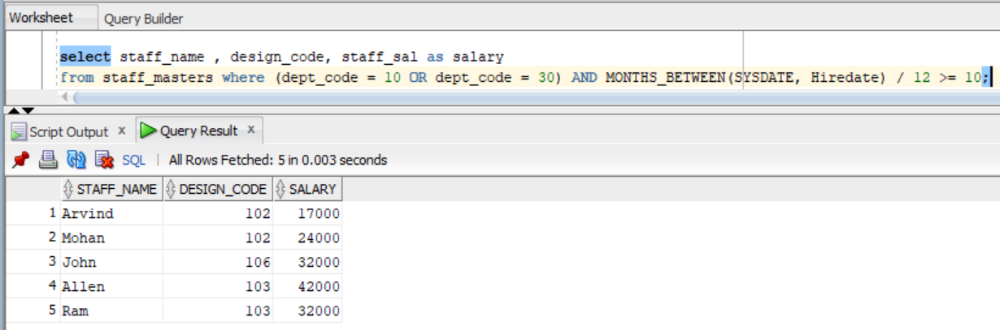 Worksheet Query Builder
select staff_name , design_code, staff_sal as salary
from staff_masters where (dept_code = 10 OR dept_code = 30) AND MONTHS_BETWEEN(SYSDATE, Hiredate) / 12 >= 10;
Script Output x Query Result x
SQL | All Rows Fetched: 5 in 0.003 seconds
STAFF_NAME DESIGN_CODE SALARY
1 Arvind 102 17000
2 Mohan 102 24000
3 John 106 32000
4 Allen 103 42000
5 Ram 103 32000